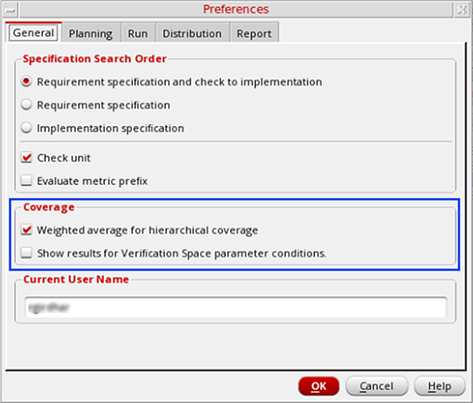 Preferences
General Planning Run Distribution Report
Specification Search Order
Requirement specification and check to implementation
Requirement specification
Implementation specification
Check unit
Evaluate metric prefix
Coverage
Weighted average for hierarchical coverage
Show results for Verification Space parameter conditions.
Current User Name
OK Cancel Help